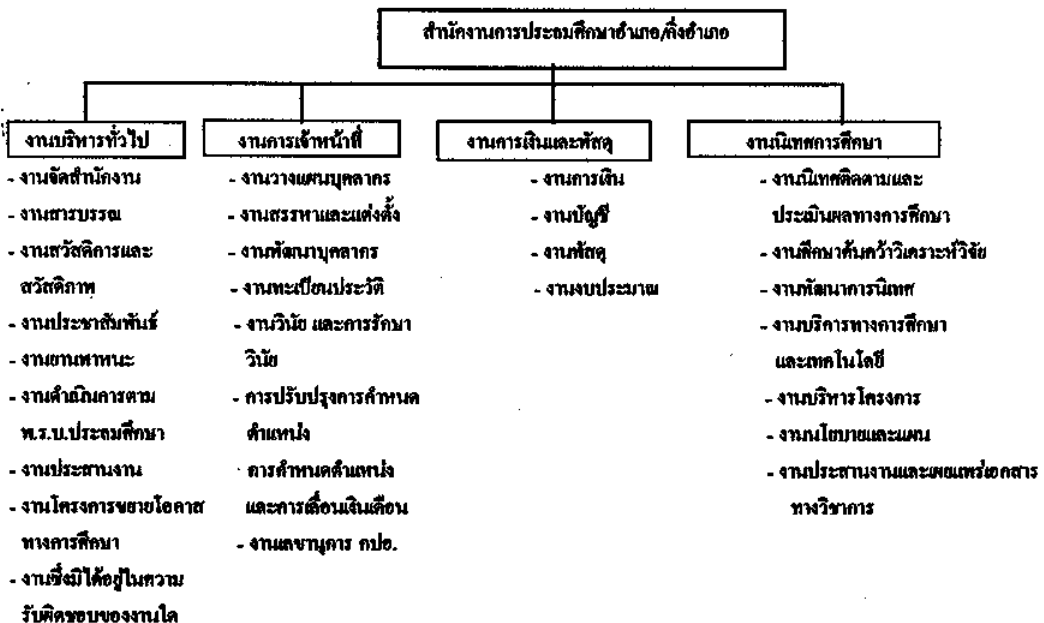 สำนักงานการประถมศึกษาอำเภอ/กิ่งอำเภอ
งานบริหารทั่วไป
- งานจัดสำนักงาน
- งานสารบรรณ
- งานสวัสดิการและ
สวัสดิภาพ
- งานประชาสัมพันธ์
- งานยานพาหนะ
- งานดำเนินการตาม
พ.ร.บ.ประถมศึกษา
- งานประสานงาน
- งานโครงการขยายโอกาส
ทางการศึกษา
- งานซึ่งมิได้อยู่ในความ
รับผิดชอบของงานใด
งานการเจ้าหน้าที่
- งานวางแผนบุคลากร
- งานสรรหาและแต่งตั้ง
- งานพัฒนาบุคลากร
- งานทะเบียนประวัติ
- งานวินัย และการรักษา
วินัย
- การปรับปรุงการกำหนด
ตำแหน่ง
การกำหนดตำแหน่ง
และการเลื่อนเงินเดือน
- งานเลขานุการ กปอ.
งานการเงินและพัสดุ
- งานการเงิน
- งานบัญชี
- งานพัสดุ
- งานงบประมาณ
งานนิเทศการศึกษา
- งานนิเทศติดตามและ
ประเมินผลทางการศึกษา
- งานศึกษาค้นคว้าวิเคราะห์วิจัย
- งานพัฒนาการนิเทศ
- งานบริการทางการศึกษา
และเทคโนโลยี
- งานบริหารโครงการ
- งานนโยบายและแผน
- งานประสานงานและเผยแพร่เอกสาร
ทางวิชาการ